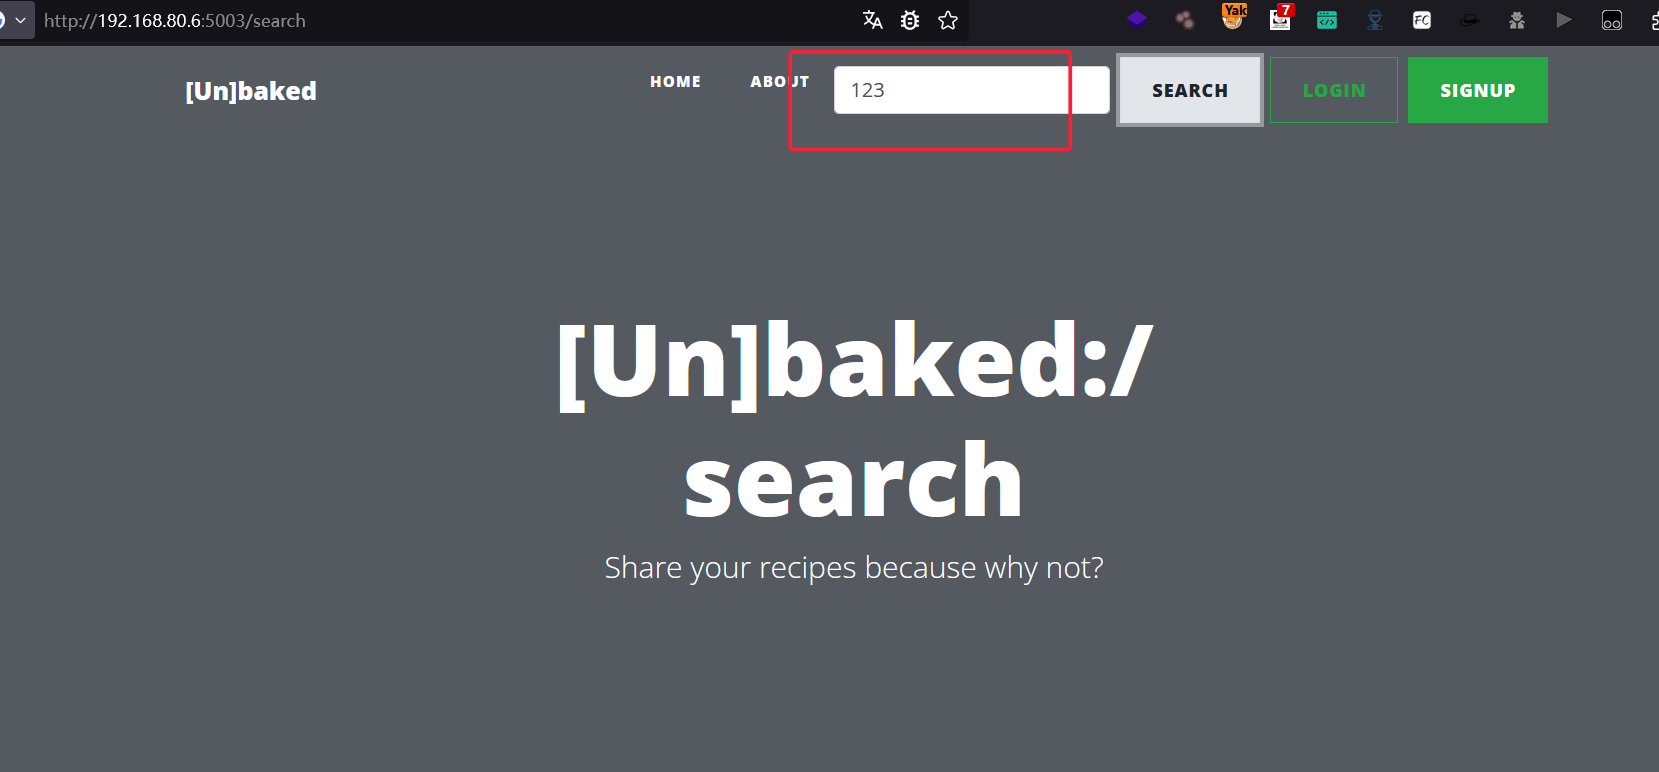 http://192.168.80.6:5003/search
Yak
7
FC
[Un]baked
HOME
ABOUT
123
SEARCH
LOGIN
SIGNUP
[Un]baked:/
search
Share your recipes because why not?